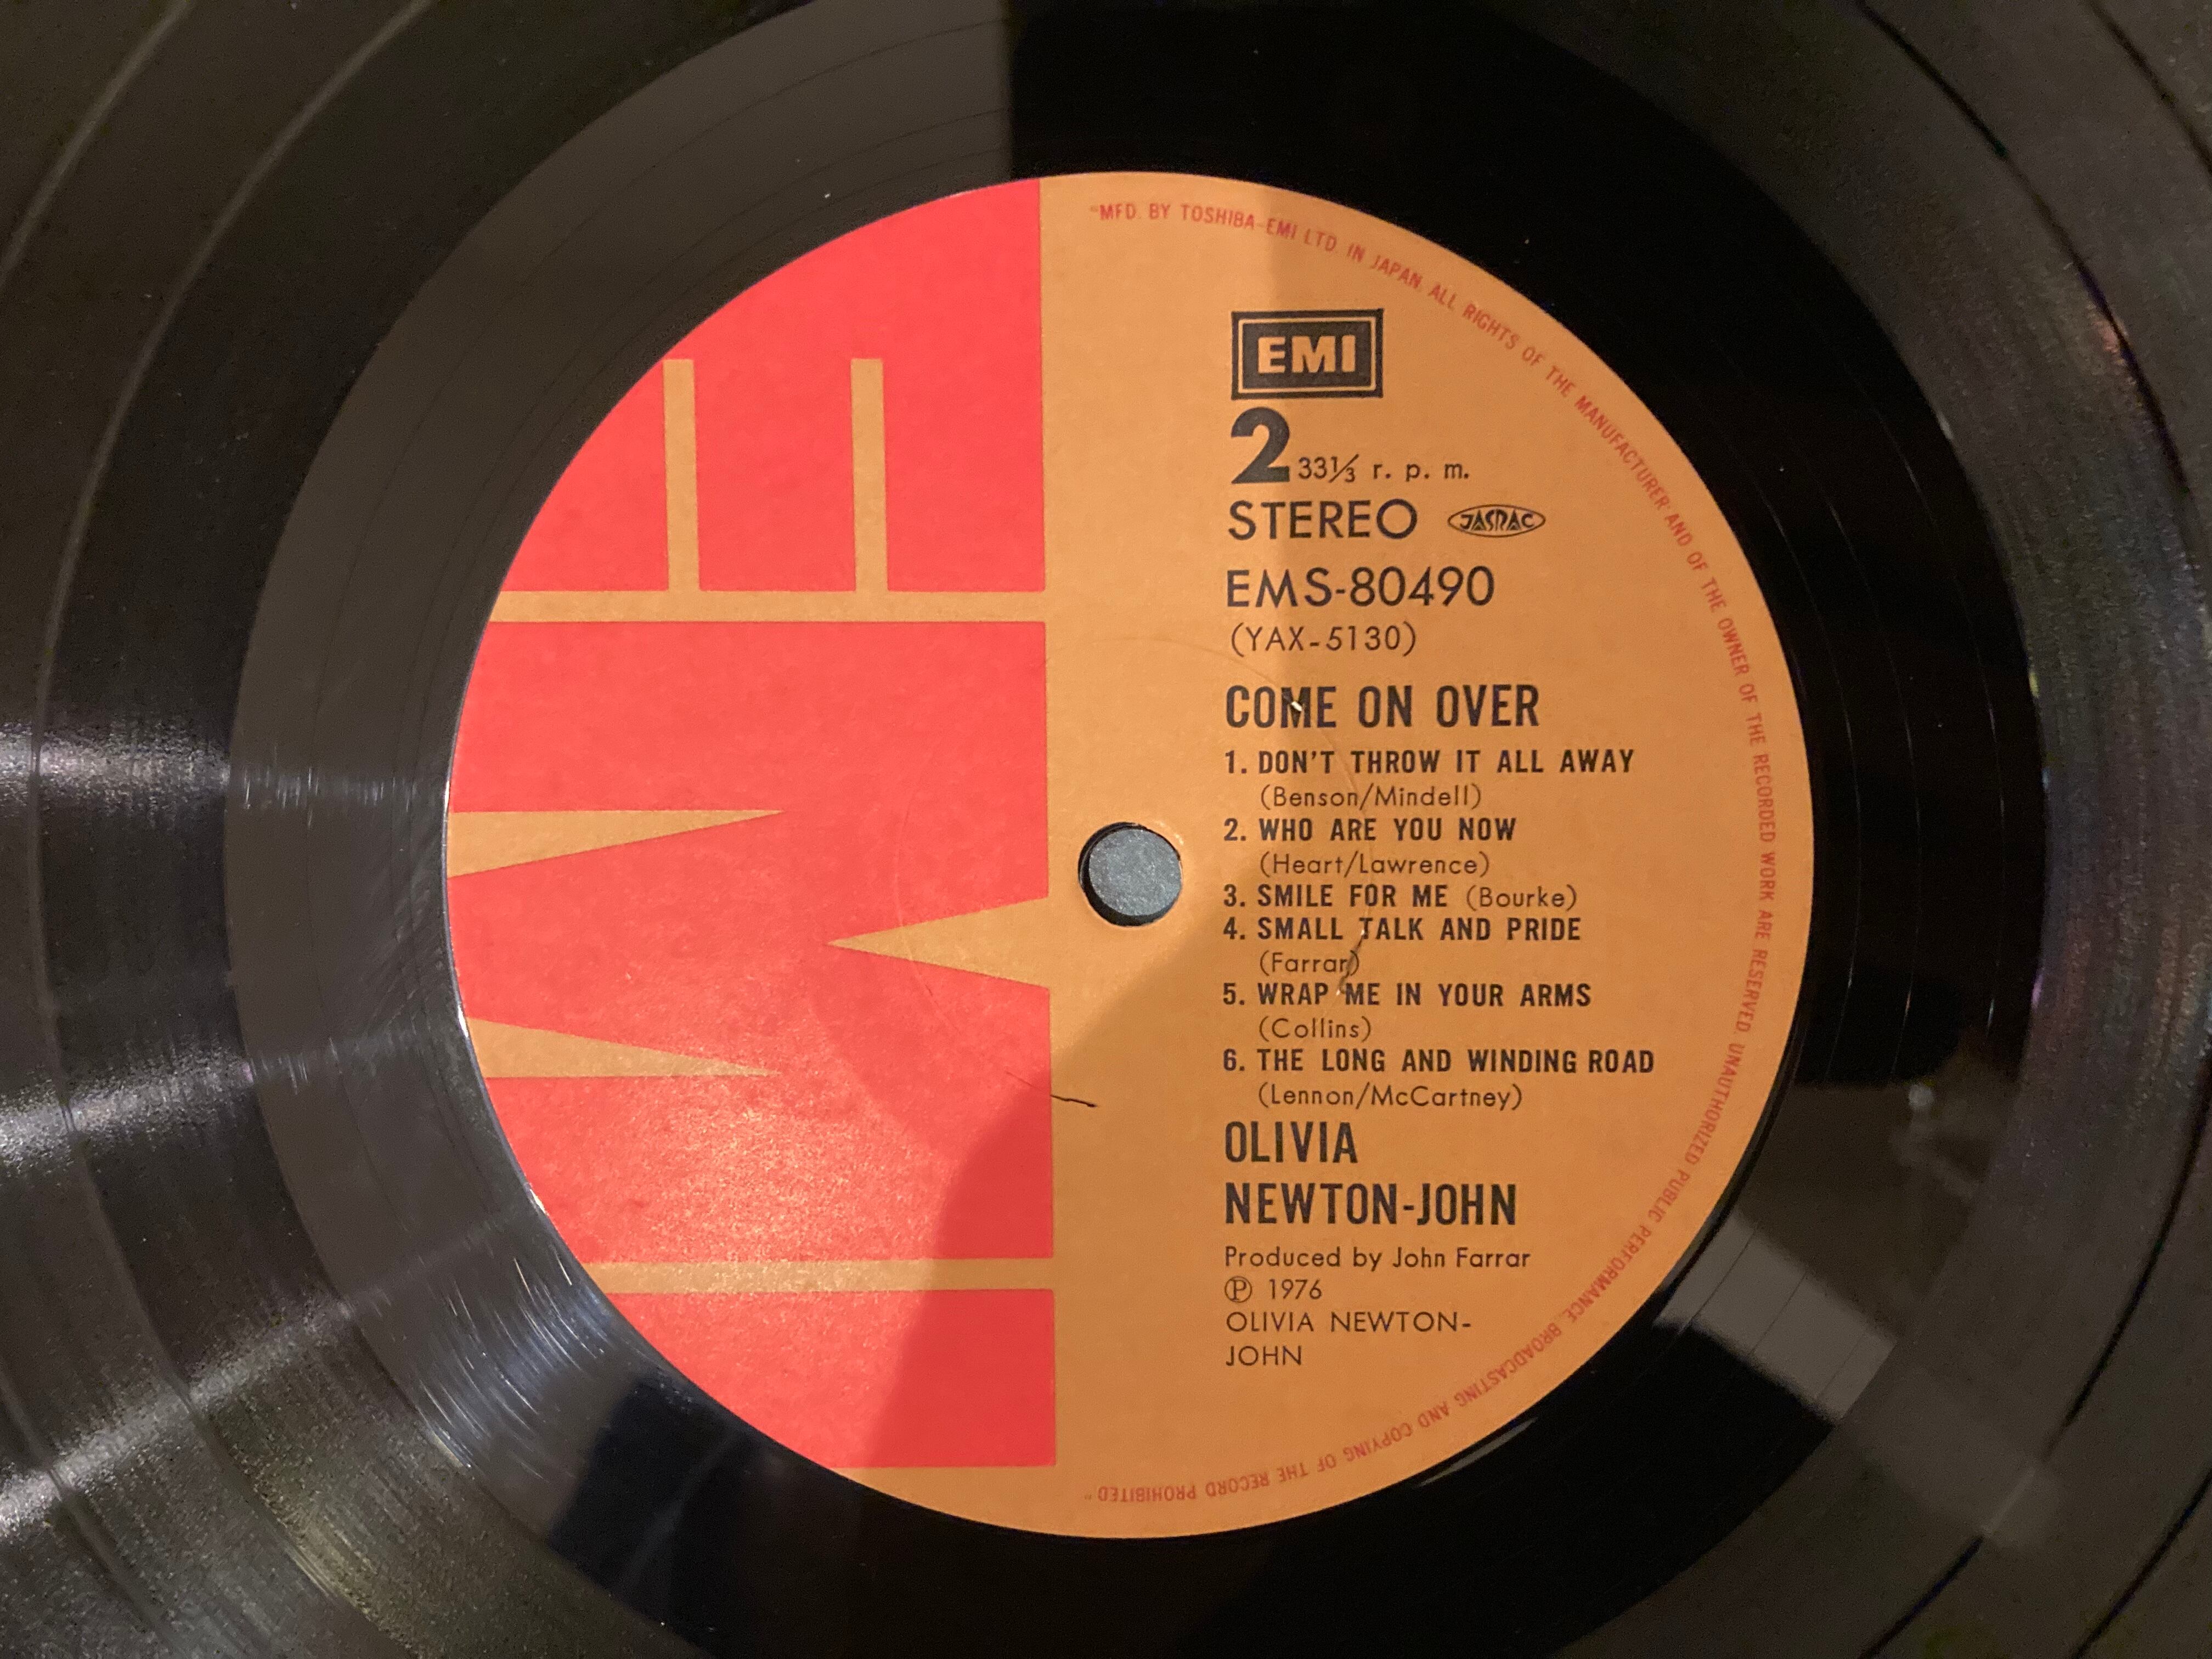 "MFD. BY TOSHIBA-EMI LTD. IN JAPAN ALL RIGHTS OF THE MANUFACTURER AND OF THE OWNER OF THE RECORDED WORK ARE RESERVED. UNAUTHORIZED PUBLIC PERFORMANCE, BROADCASTING AND COPYING OF THE RECORD PROHIBITED"
EMI
2 33⅓ r. p. m.
STEREO JASRAC
EMS-80490
(YAX-5130)
COME ON OVER
1. DON'T THROW IT ALL AWAY
(Benson/Mindell)
2. WHO ARE YOU NOW
(Heart/Lawrence)
3. SMILE FOR ME (Bourke)
4. SMALL TALK AND PRIDE
(Farrar)
5. WRAP ME IN YOUR ARMS
(Collins)
6. THE LONG AND WINDING ROAD
(Lennon/McCartney)
OLIVIA
NEWTON-JOHN
Produced by John Farrar
Ⓟ 1976
OLIVIA NEWTON-
JOHN